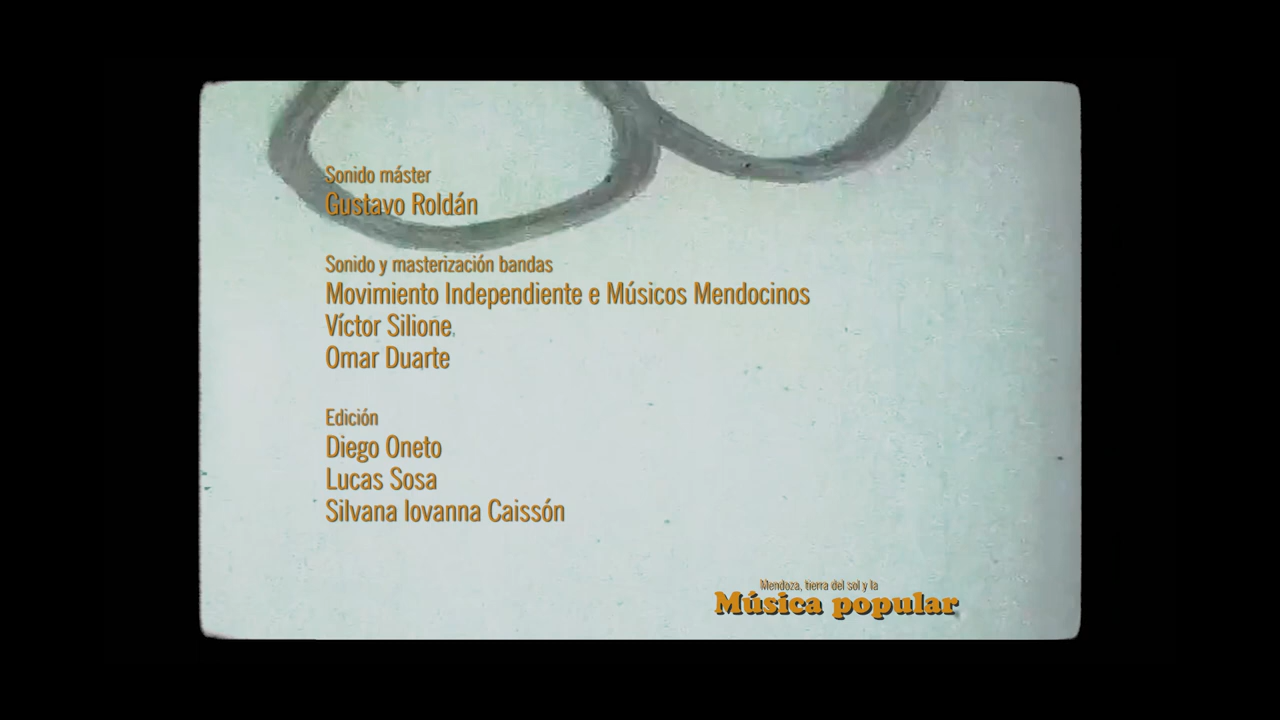 Sonido máster
Gustavo Roldán
Sonido y masterización bandas
Movimiento Independiente e Músicos Mendocinos
Víctor Silione
Omar Duarte
Edición
Diego Oneto
Lucas Sosa
Silvana Iovanna Caissón
Mendoza, tierra del sol y la
Música popular